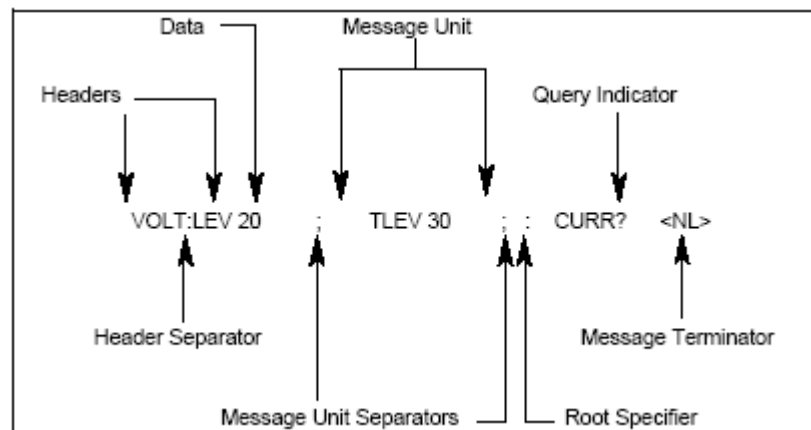 Data Message Unit
Headers Query Indicator
VOLT:LEV 20 ; TLEV 30 ; : CURR? <NL>
Header Separator Message Terminator
Message Unit Separators Root Specifier